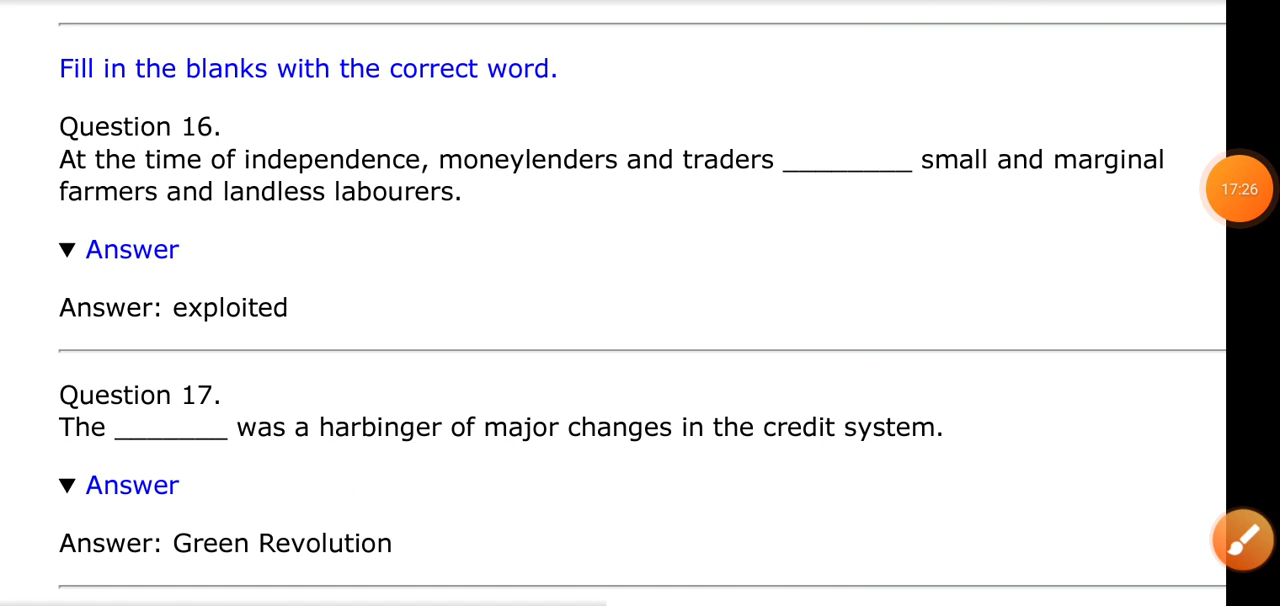 Fill in the blanks with the correct word.
Question 16.
At the time of independence, moneylenders and traders ________ small and marginal
farmers and landless labourers.
▼ Answer
Answer: exploited
Question 17.
The _______ was a harbinger of major changes in the credit system.
▼ Answer
Answer: Green Revolution
17:26